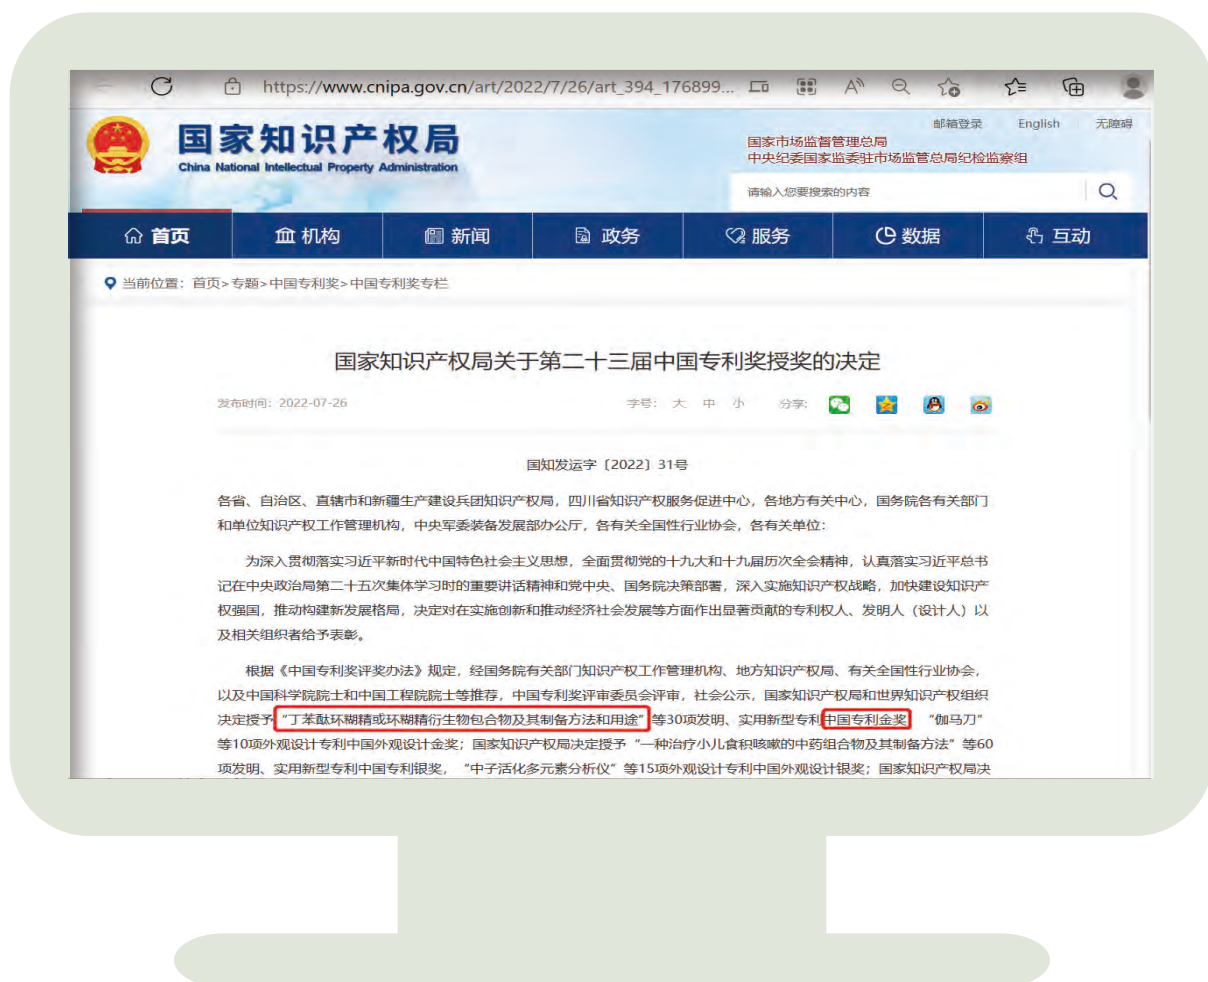 https://www.cnipa.gov.cn/art/2022/7/26/art_394_176899...
国家知识产权局
China National Intellectual Property Administration
邮箱登录 English 无障碍
国家市场监督管理总局
中央纪委国家监委驻市场监管总局纪检监察组
请输入您要搜索的内容
首页 机构 新闻 政务 服务 数据 互动
当前位置：首页>专题>中国专利奖>中国专利奖专栏
国家知识产权局关于第二十三届中国专利奖授奖的决定
发布时间：2022-07-26 字号：大 中 小 分享：
国知发运字〔2022〕31号
各省、自治区、直辖市和新疆生产建设兵团知识产权局，四川省知识产权服务促进中心，各地方有关中心，国务院各有关部门
和单位知识产权工作管理机构，中央军委装备发展部办公厅，各有关全国性行业协会，各有关单位：
为深入贯彻落实习近平新时代中国特色社会主义思想，全面贯彻党的十九大和十九届历次全会精神，认真落实习近平总书
记在中央政治局第二十五次集体学习时的重要讲话精神和党中央、国务院决策部署，深入实施知识产权战略，加快建设知识产
权强国，推动构建新发展格局，决定对在实施创新和推动经济社会发展等方面作出显著贡献的专利权人、发明人（设计人）以
及相关组织者给予表彰。
根据《中国专利奖评奖办法》规定，经国务院有关部门知识产权工作管理机构、地方知识产权局、有关全国性行业协会，
以及中国科学院院士和中国工程院院士等推荐，中国专利奖评审委员会评审，社会公示，国家知识产权局和世界知识产权组织
决定授予“丁苯酞环糊精或环糊精衍生物包合物及其制备方法和用途”等30项发明、实用新型专利中国专利金奖，“伽马刀”
等10项外观设计专利中国外观设计金奖；国家知识产权局决定授予“一种治疗小儿食积咳嗽的中药组合物及其制备方法”等60
项发明、实用新型专利中国专利银奖，“中子活化多元素分析仪”等15项外观设计专利中国外观设计银奖；国家知识产权局决